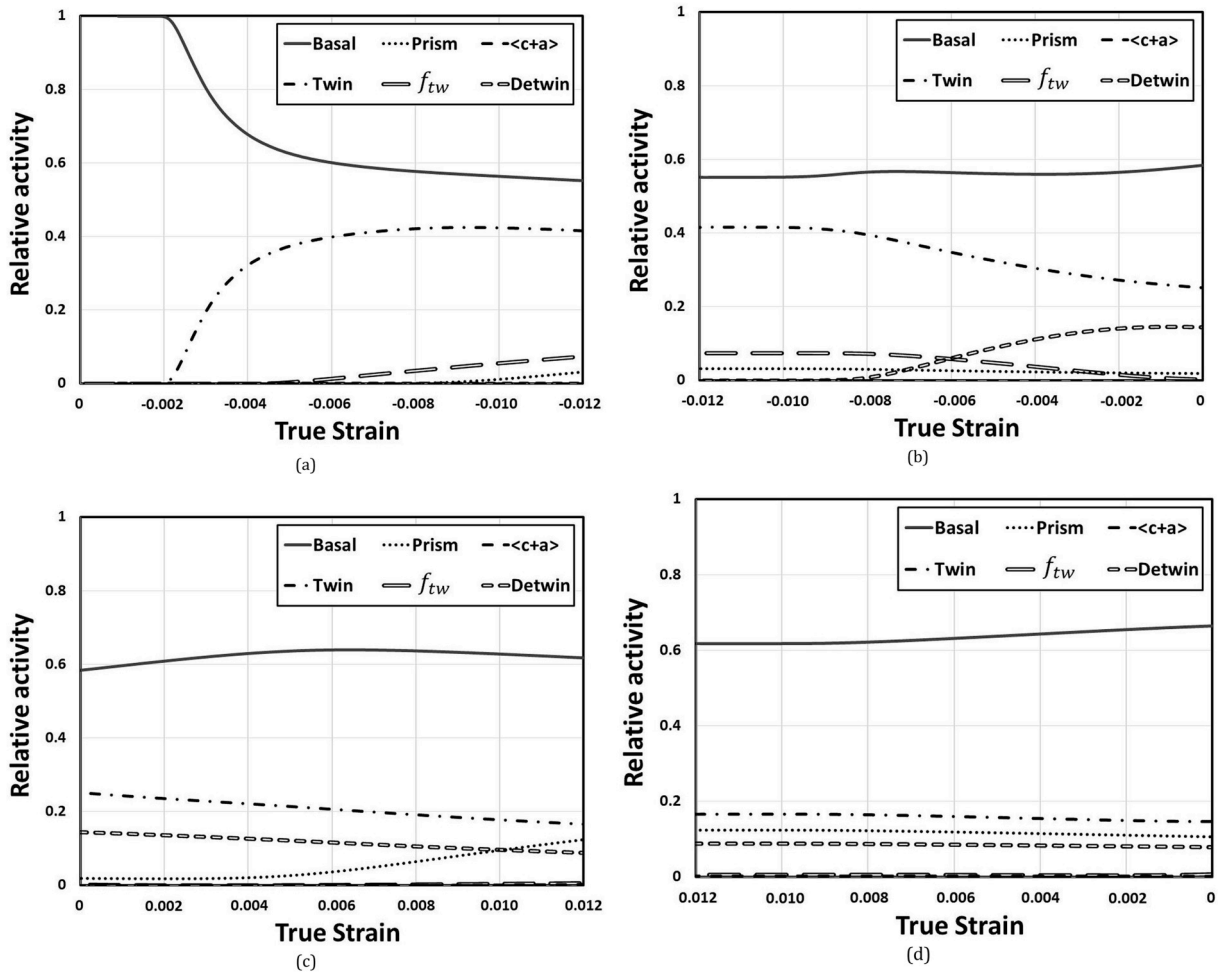 1
Basal Prism <c+a>
Twin f_tw Detwin
0.8
0.6
0.4
0.2
0
Relative activity
0 -0.002 -0.004 -0.006 -0.008 -0.010 -0.012
True Strain
(a)
1
Basal Prism <c+a>
Twin f_tw Detwin
0.8
0.6
0.4
0.2
0
Relative activity
-0.012 -0.010 -0.008 -0.006 -0.004 -0.002 0
True Strain
(b)
1
Basal Prism <c+a>
Twin f_tw Detwin
0.8
0.6
0.4
0.2
0
Relative activity
0 0.002 0.004 0.006 0.008 0.010 0.012
True Strain
(c)
1
Basal Prism <c+a>
Twin f_tw Detwin
0.8
0.6
0.4
0.2
0
Relative activity
0.012 0.010 0.008 0.006 0.004 0.002 0
True Strain
(d)